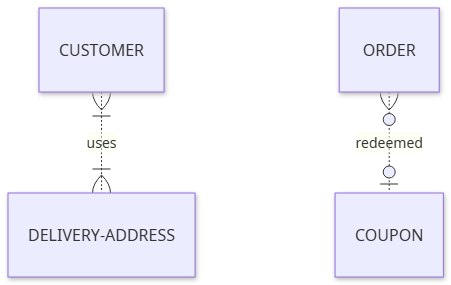 CUSTOMER
ORDER
uses
redeemed
DELIVERY-ADDRESS
COUPON